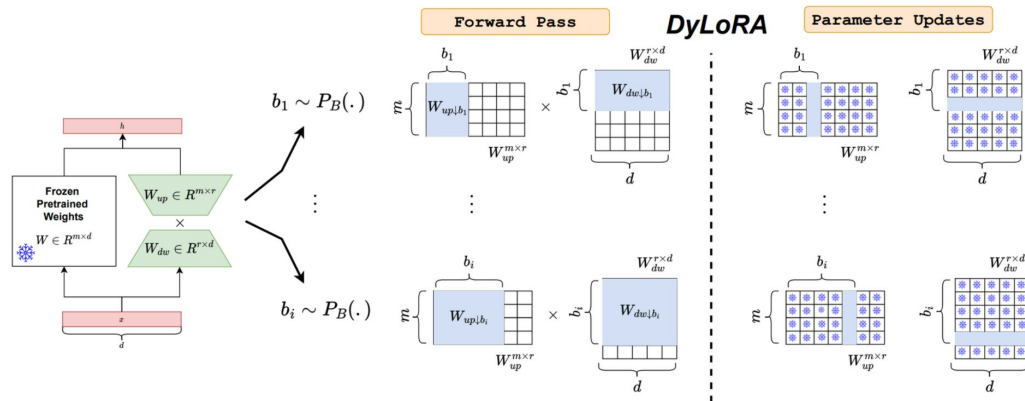 Forward Pass
DyLoRA
Parameter Updates
h
Frozen
Pretrained
Weights
W ∈ R^{m×d}
W_{up} ∈ R^{m×r}
×
W_{dw} ∈ R^{r×d}
x
d
b_1 ∼ P_B(.)
b_1
m
W_{up↓b_1}
W_{up}^{m×r}
×
W_{dw}^{r×d}
b_1
W_{dw↓b_1}
d
b_1
m
W_{up}^{m×r}
W_{dw}^{r×d}
b_1
d
⋮
⋮
⋮
b_i ∼ P_B(.)
b_i
m
W_{up↓b_i}
W_{up}^{m×r}
×
W_{dw}^{r×d}
b_i
W_{dw↓b_i}
d
b_i
m
W_{up}^{m×r}
W_{dw}^{r×d}
b_i
d